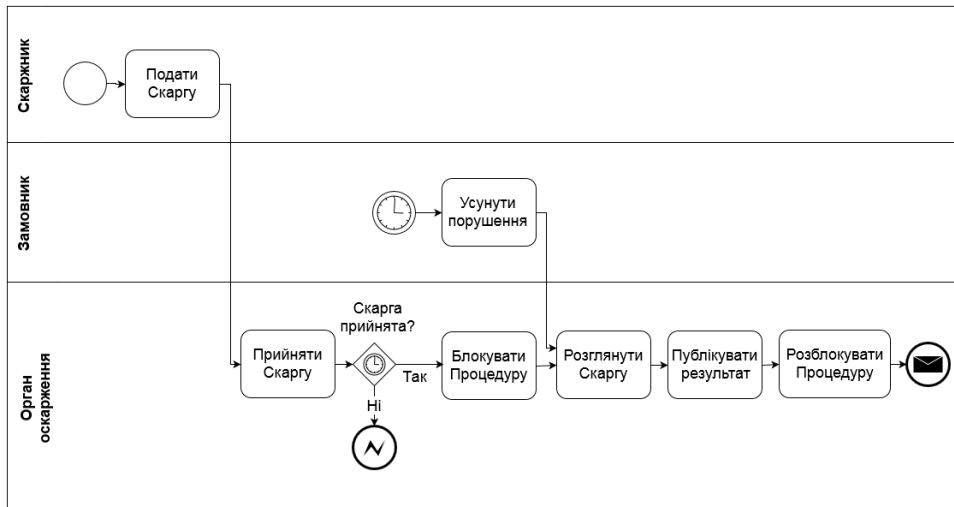 Скаржник
Подати
Скаргу
Замовник
Усунути
порушення
Орган
оскарження
Прийняти
Скаргу
Скарга
прийнята?
Так
Ні
Блокувати
Процедуру
Розглянути
Скаргу
Публікувати
результат
Розблокувати
Процедуру